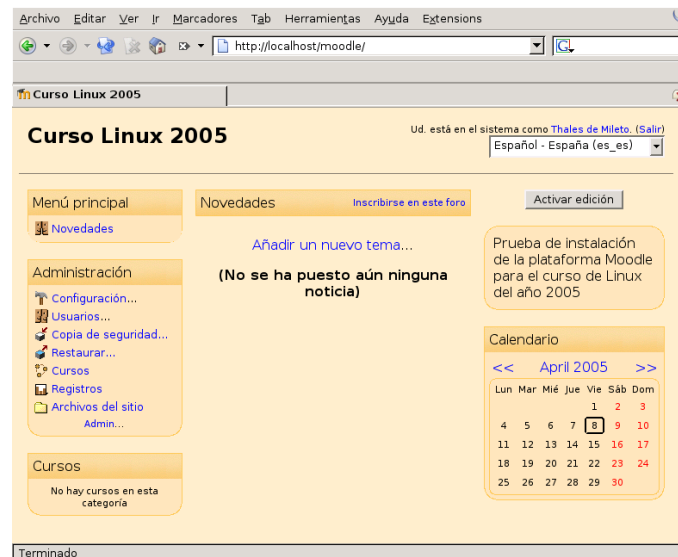 Archivo Editar Ver Ir Marcadores Tab Herramientas Ayuda Extensions
http://localhost/moodle/
G
Curso Linux 2005
Curso Linux 2005
Ud. está en el sistema como Thales de Mileto. (Salir)
Español - España (es_es)
Menú principal
Novedades
Administración
Configuración...
Usuarios...
Copia de seguridad...
Restaurar...
Cursos
Registros
Archivos del sitio
Admin...
Cursos
No hay cursos en esta
categoría
Novedades
Inscribirse en este foro
Añadir un nuevo tema...
(No se ha puesto aún ninguna
noticia)
Activar edición
Prueba de instalación
de la plataforma Moodle
para el curso de Linux
del año 2005
Calendario
<< April 2005 >>
Lun Mar Mié Jue Vie Sáb Dom
1 2 3
4 5 6 7 8 9 10
11 12 13 14 15 16 17
18 19 20 21 22 23 24
25 26 27 28 29 30
Terminado